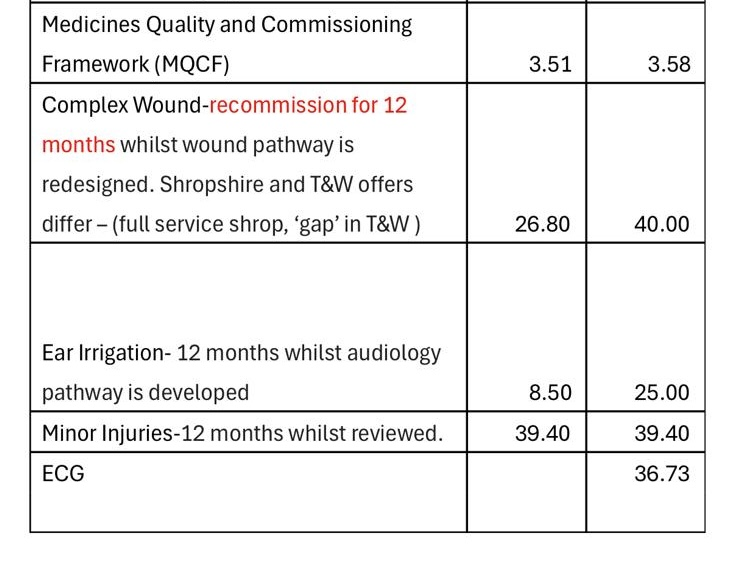 Medicines Quality and Commissioning
Framework (MQCF) 3.51 3.58
Complex Wound-recommission for 12
months whilst wound pathway is
redesigned. Shropshire and T&W offers
differ – (full service shrop, ‘gap’ in T&W ) 26.80 40.00
Ear Irrigation- 12 months whilst audiology
pathway is developed 8.50 25.00
Minor Injuries-12 months whilst reviewed. 39.40 39.40
ECG 36.73